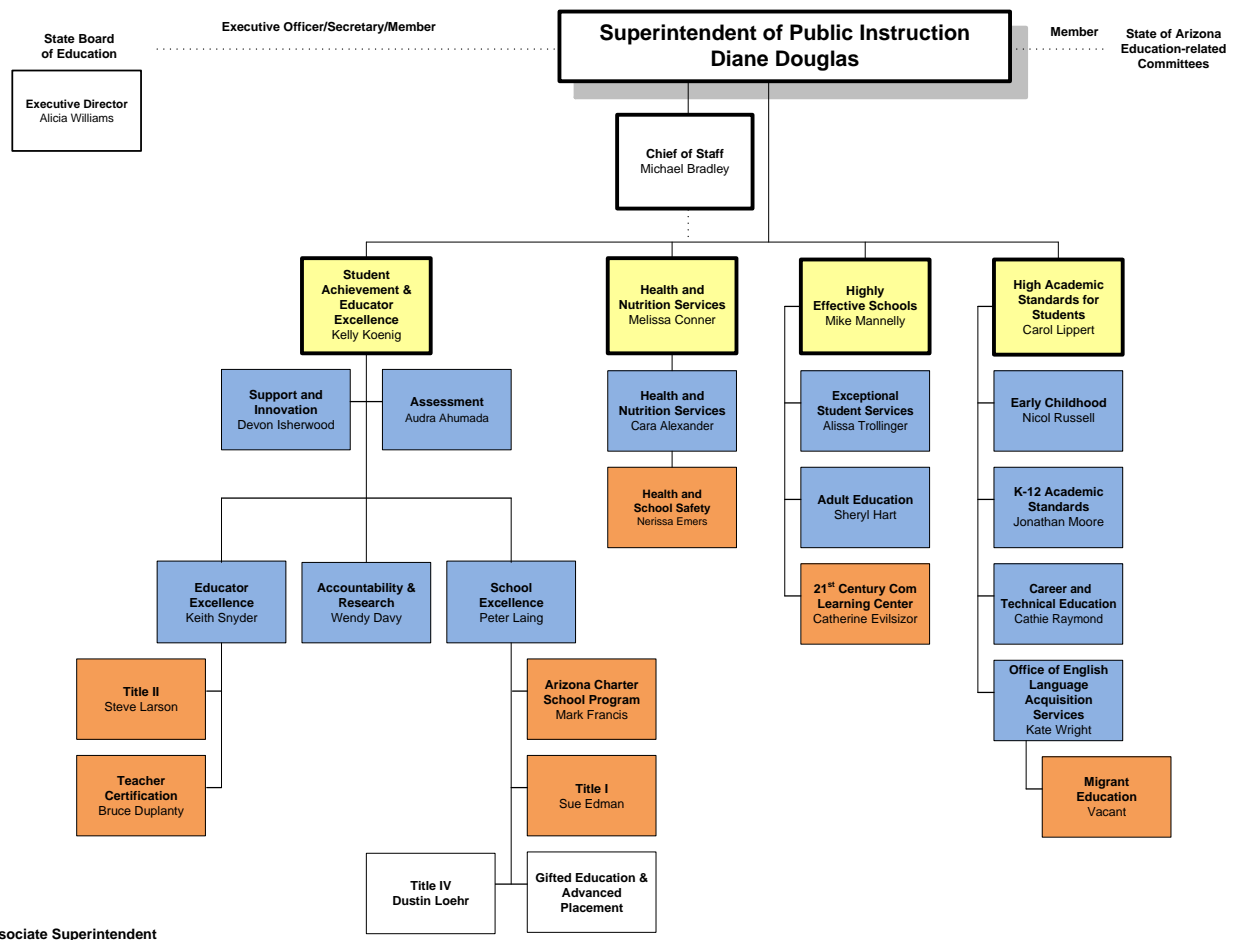 Executive Officer/Secretary/Member
State Board
of Education
Executive Director
Alicia Williams
Superintendent of Public Instruction
Diane Douglas
Member
State of Arizona
Education-related
Committees
Chief of Staff
Michael Bradley
Student
Achievement &
Educator
Excellence
Kelly Koenig
Health and
Nutrition Services
Melissa Conner
Highly
Effective Schools
Mike Mannelly
High Academic
Standards for
Students
Carol Lippert
Support and
Innovation
Devon Isherwood
Assessment
Audra Ahumada
Health and
Nutrition Services
Cara Alexander
Exceptional
Student Services
Alissa Trollinger
Early Childhood
Nicol Russell
Health and
School Safety
Nerissa Emers
Adult Education
Sheryl Hart
K-12 Academic
Standards
Jonathan Moore
Educator
Excellence
Keith Snyder
Accountability &
Research
Wendy Davy
School
Excellence
Peter Laing
21st Century Com
Learning Center
Catherine Evilsizor
Career and
Technical Education
Cathie Raymond
Title II
Steve Larson
Arizona Charter
School Program
Mark Francis
Office of English
Language
Acquisition
Services
Kate Wright
Teacher
Certification
Bruce Duplanty
Title I
Sue Edman
Migrant
Education
Vacant
Title IV
Dustin Loehr
Gifted Education &
Advanced
Placement
sociate Superintendent